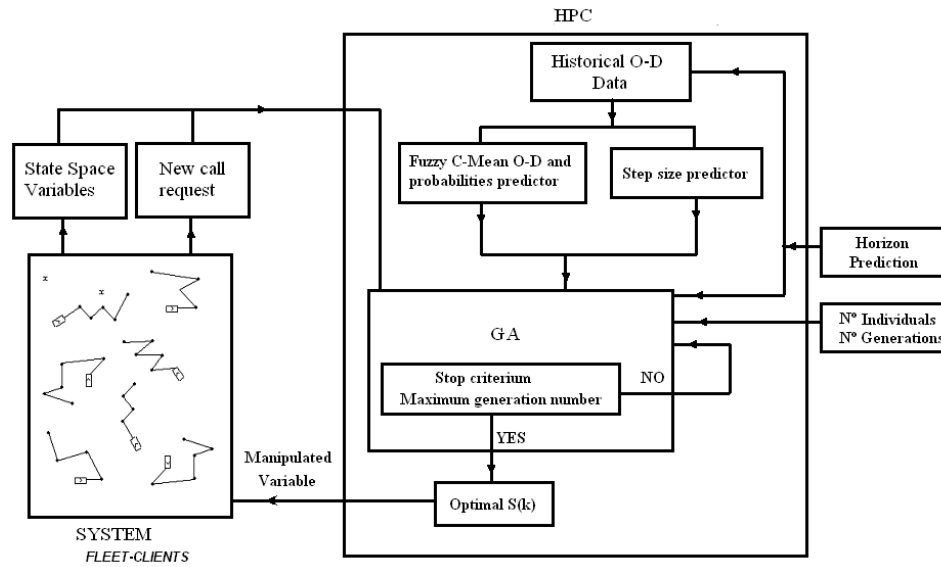 HPC
Historical O-D
Data
State Space
Variables
New call
request
Fuzzy C-Mean O-D and
probabilities predictor
Step size predictor
Horizon
Prediction
Nº Individuals
Nº Generations
GA
Stop criterium
Maximum generation number
NO
YES
Manipulated
Variable
Optimal S(k)
SYSTEM
FLEET-CLIENTS
x
x